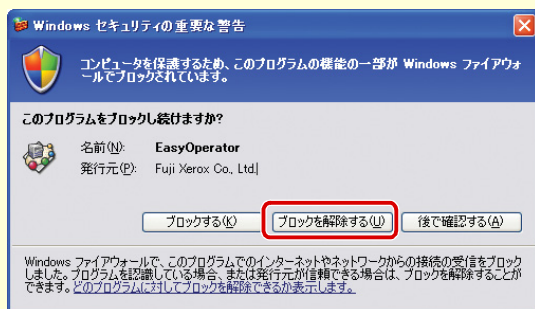 Windows セキュリティの重要な警告
コンピュータを保護するため、このプログラムの機能の一部が Windows ファイアウォ
ールでブロックされています。
このプログラムをブロックし続けますか?
名前(N): EasyOperator
発行元(P): Fuji Xerox Co., Ltd
ブロックする(K) ブロックを解除する(U) 後で確認する(A)
Windows ファイアウォールで、このプログラムでのインターネットやネットワークからの接続の受信をブロック
しました。プログラムを認識している場合、または発行元が信頼できる場合は、ブロックを解除することが
できます。どのプログラムに対してブロックを解除できるか表示します。